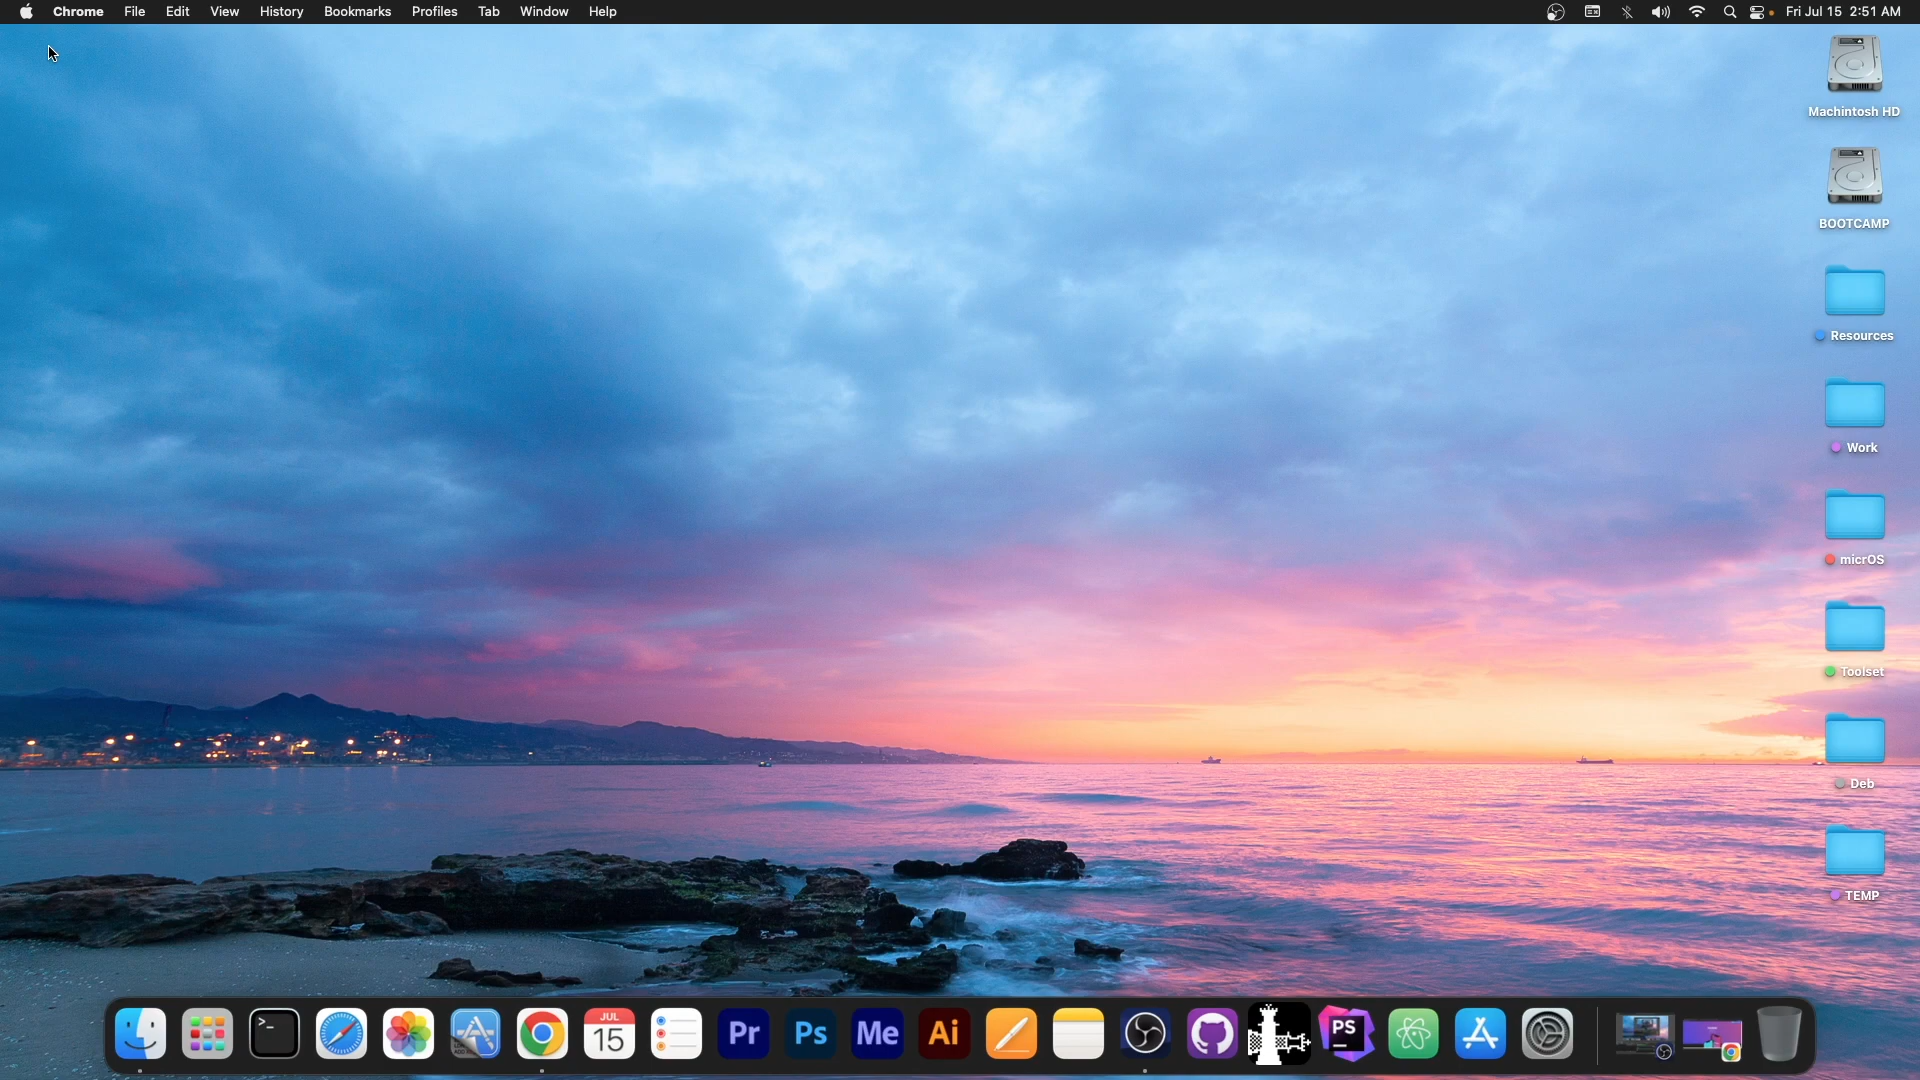 Chrome File Edit View History Bookmarks Profiles Tab Window Help Fri Jul 15 2:51 AM
Machintosh HD
BOOTCAMP
Resources
Work
micrOS
Toolset
Deb
TEMP
>_ JUL 15 Pr Ps Me Ai PS